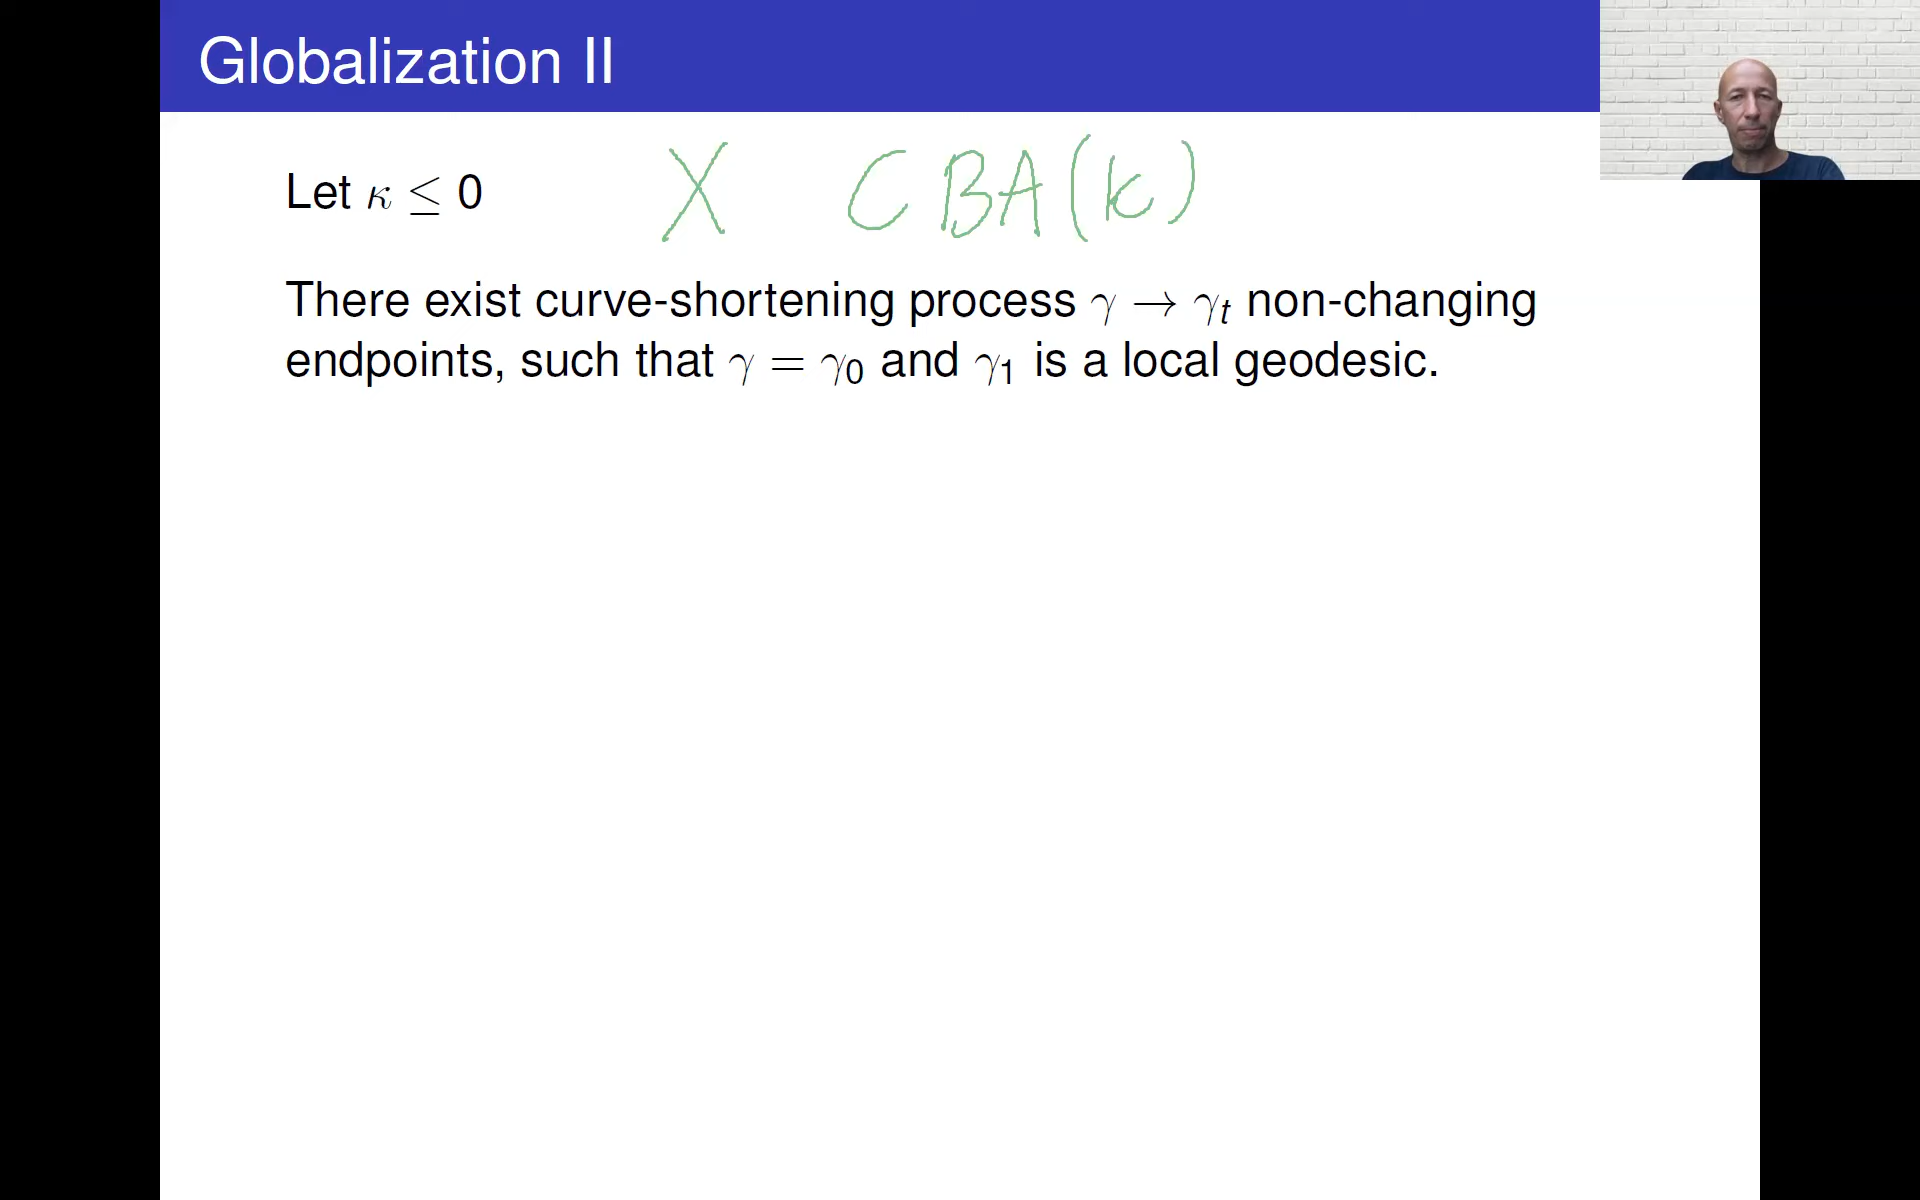 Globalization II
Let κ ≤ 0 X CBA(k)
There exist curve-shortening process γ → γₜ non-changing
endpoints, such that γ = γ₀ and γ₁ is a local geodesic.